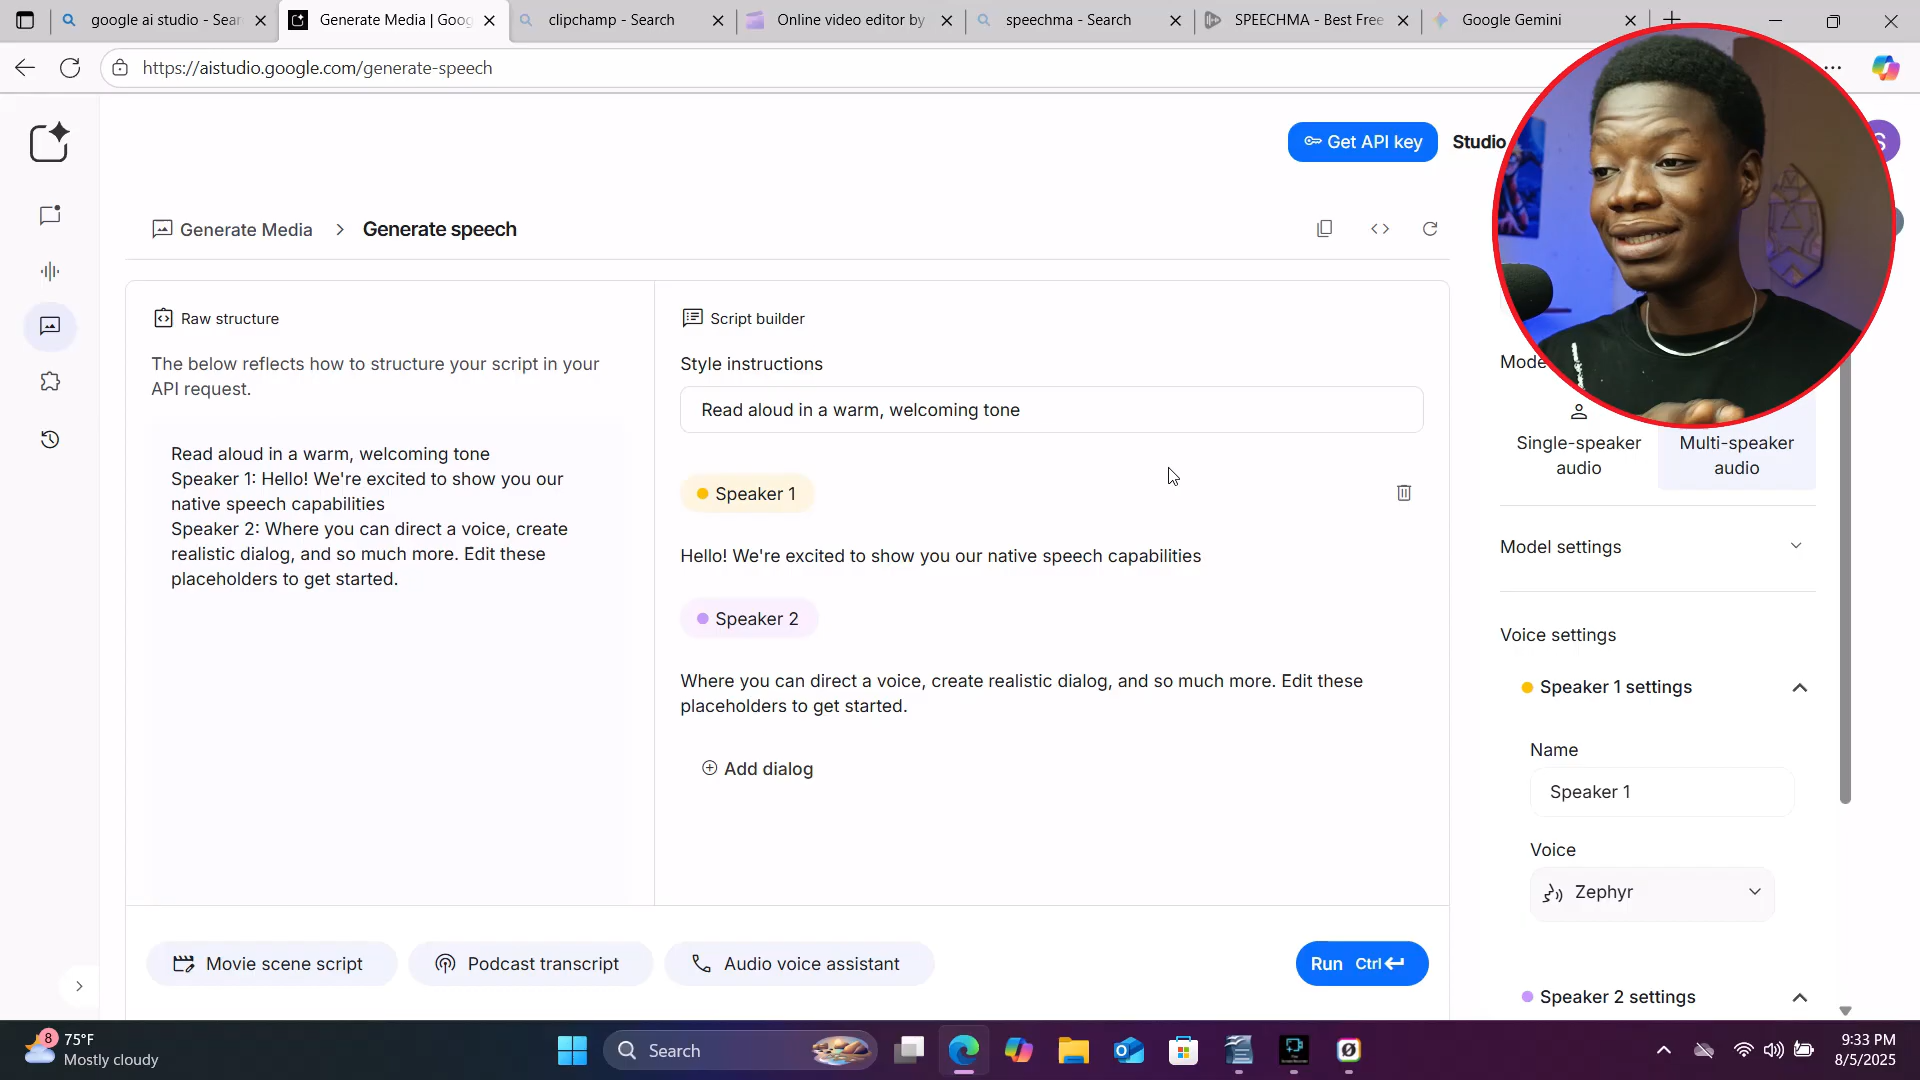 google ai studio - Sear
Generate Media | Goog
clipchamp - Search
Online video editor by
speechma - Search
SPEECHMA - Best Free
Google Gemini
https://aistudio.google.com/generate-speech
Get API key
Studio
S
Generate Media
Generate speech
Raw structure
The below reflects how to structure your script in your
API request.
Read aloud in a warm, welcoming tone
Speaker 1: Hello! We're excited to show you our
native speech capabilities
Speaker 2: Where you can direct a voice, create
realistic dialog, and so much more. Edit these
placeholders to get started.
Script builder
Style instructions
Read aloud in a warm, welcoming tone
Speaker 1
Hello! We're excited to show you our native speech capabilities
Speaker 2
Where you can direct a voice, create realistic dialog, and so much more. Edit these
placeholders to get started.
Add dialog
Movie scene script
Podcast transcript
Audio voice assistant
Run Ctrl
Mode
Single-speaker
audio
Multi-speaker
audio
Model settings
Voice settings
Speaker 1 settings
Name
Speaker 1
Voice
Zephyr
Speaker 2 settings
8
75°F
Mostly cloudy
Search
9:33 PM
8/5/2025